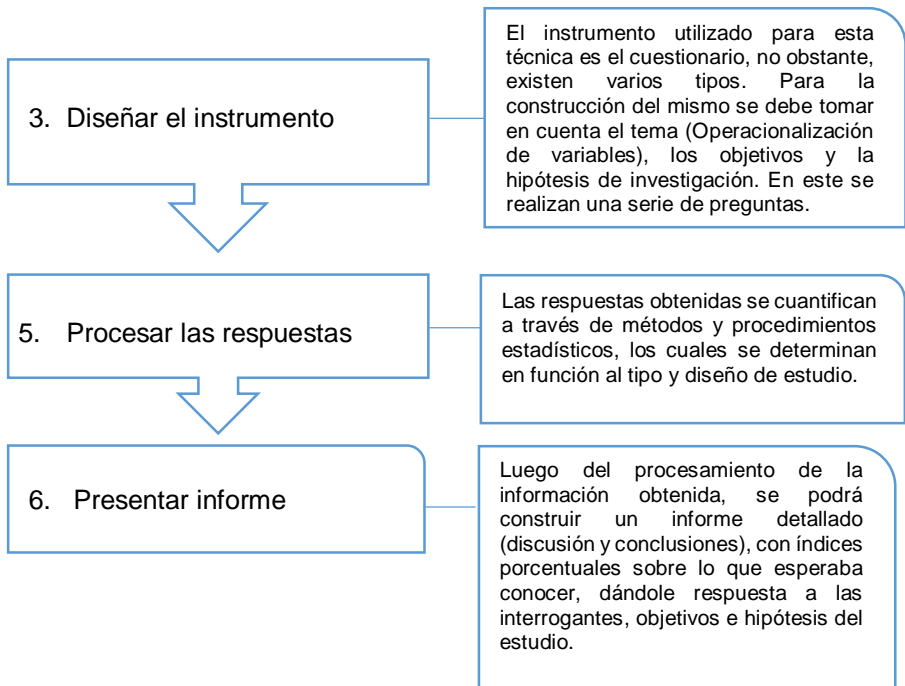 3. Diseñar el instrumento
El instrumento utilizado para esta
técnica es el cuestionario, no obstante,
existen varios tipos. Para la
construcción del mismo se debe tomar
en cuenta el tema (Operacionalización
de variables), los objetivos y la
hipótesis de investigación. En este se
realizan una serie de preguntas.
5. Procesar las respuestas
Las respuestas obtenidas se cuantifican
a través de métodos y procedimientos
estadísticos, los cuales se determinan
en función al tipo y diseño de estudio.
6. Presentar informe
Luego del procesamiento de la
información obtenida, se podrá
construir un informe detallado
(discusión y conclusiones), con índices
porcentuales sobre lo que esperaba
conocer, dándole respuesta a las
interrogantes, objetivos e hipótesis del
estudio.